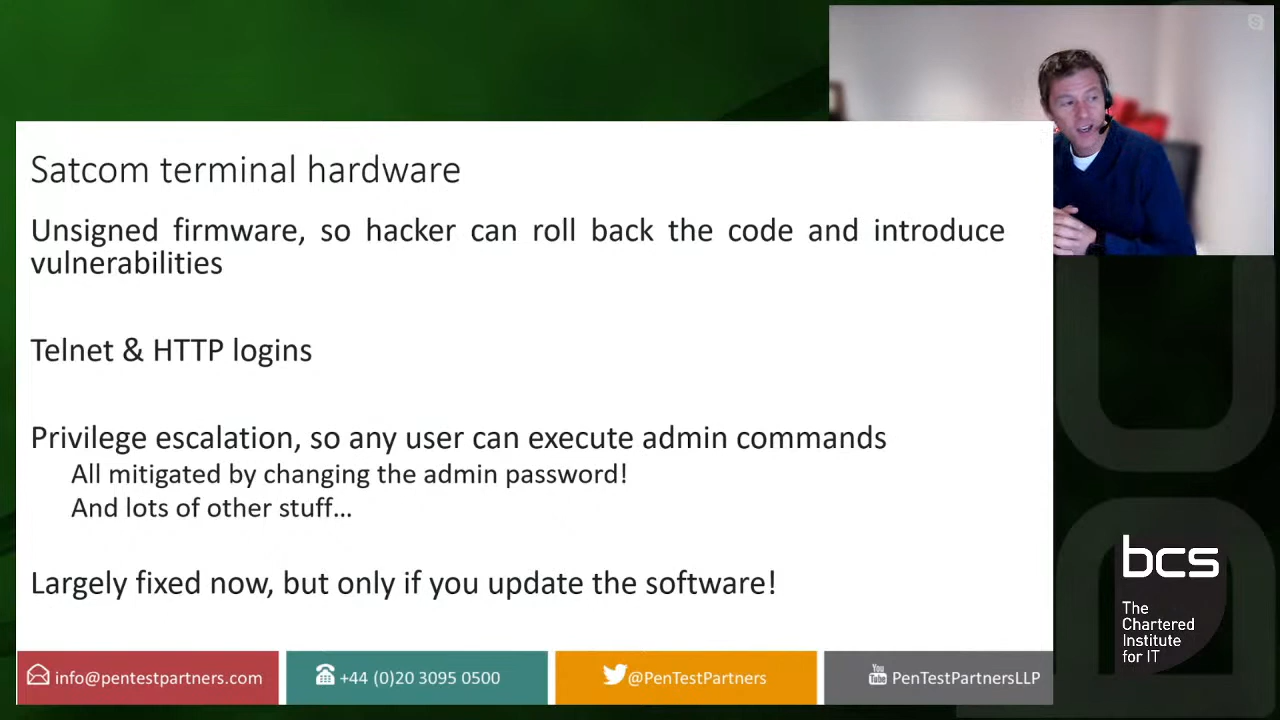 Satcom terminal hardware
Unsigned firmware, so hacker can roll back the code and introduce
vulnerabilities
Telnet & HTTP logins
Privilege escalation, so any user can execute admin commands
All mitigated by changing the admin password!
And lots of other stuff...
Largely fixed now, but only if you update the software!
bcs
The
Chartered
Institute
for IT
info@pentestpartners.com
+44 (0)20 3095 0500
@PenTestPartners
You
Tube
PenTestPartnersLLP